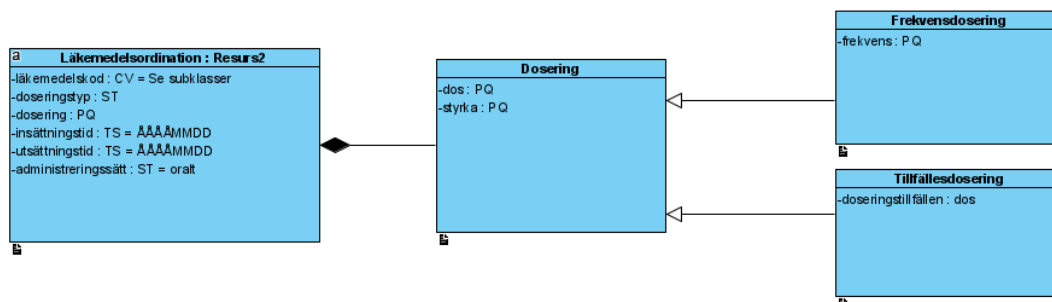 a
Läkemedelsordination : Resurs2
-läkemedelskod : CV = Se subklasser
-doseringstyp : ST
-dosering : PQ
-insättningstid : TS = ÅÅÅÅMMDD
-utsättningstid : TS = ÅÅÅÅMMDD
-administreringssätt : ST = oralt
Dosering
-dos : PQ
-styrka : PQ
Frekvensdosering
-frekvens : PQ
Tillfällesdosering
-doseringstillfällen : dos